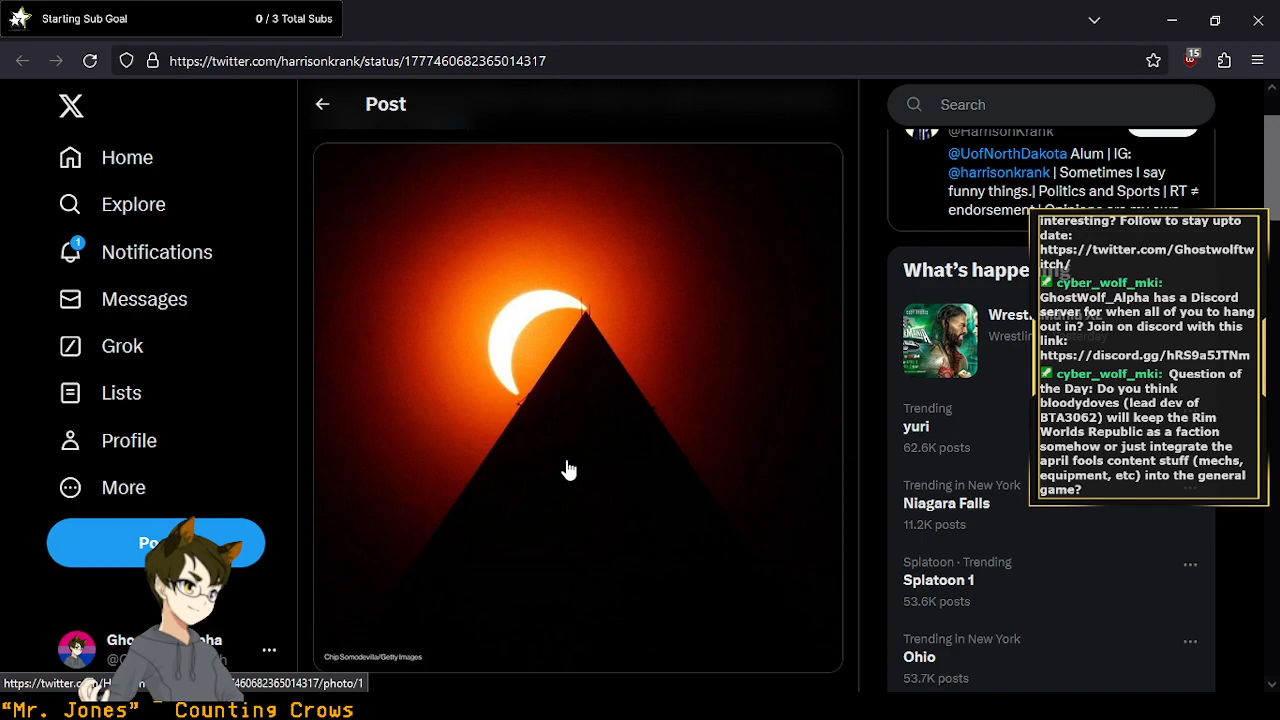 Starting Sub Goal
0 / 3 Total Subs
https://twitter.com/harrisonkrank/status/1777460682365014317
15
Home
Explore
1
Notifications
Messages
Grok
Lists
Profile
More
Post
Chip Somodevilla/Getty Images
Search
@HarrisonKrank
@UofNorthDakota Alum | IG:
@harrisonkrank | Sometimes I say
funny things.| Politics and Sports | RT ≠
endorsement
What's happening
Wrest
Trending
yuri
62.6K posts
Trending in New York
Niagara Falls
11.2K posts
Splatoon · Trending
Splatoon 1
53.6K posts
Trending in New York
Ohio
53.7K posts
interesting? Follow to stay upto
date:
https://twitter.com/Ghostwolftw
itch/
cyber_wolf_mki:
GhostWolf_Alpha has a Discord
server for when all of you to hang
out in? Join on discord with this
link:
https://discord.gg/hRS9a5JTNm
cyber_wolf_mki: Question of
the Day: Do you think
bloodydoves (lead dev of
BTA3062) will keep the Rim
Worlds Republic as a faction
somehow or just integrate the
april fools content stuff (mechs,
equipment, etc) into the general
game?
"Mr. Jones" ~ Counting Crows